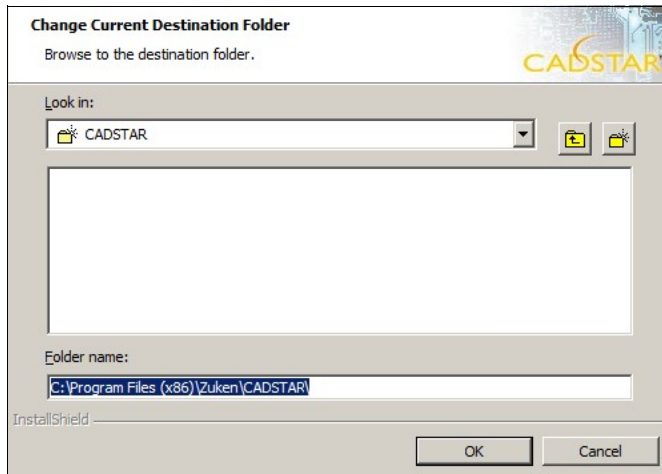 Change Current Destination Folder
Browse to the destination folder.
CADSTAR
Look in:
CADSTAR
Folder name:
C:\Program Files (x86)\Zuken\CADSTAR\
InstallShield
OK
Cancel